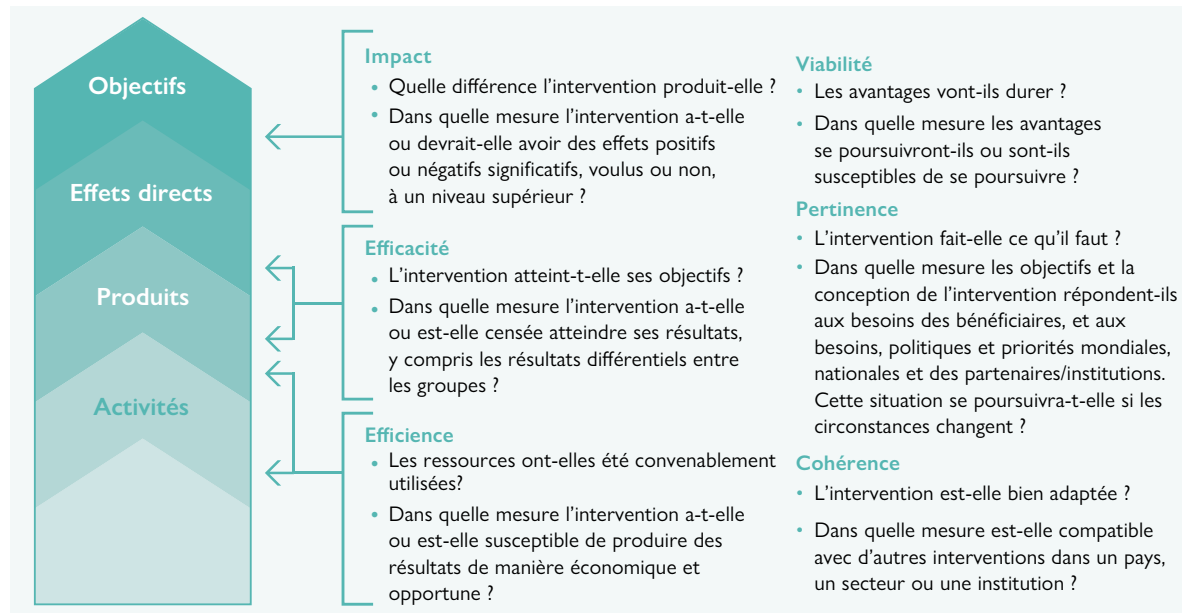 Objectifs
Effets directs
Produits
Activités
Impact
• Quelle différence l’intervention produit-elle ?
• Dans quelle mesure l’intervention a-t-elle
ou devrait-elle avoir des effets positifs
ou négatifs significatifs, voulus ou non,
à un niveau supérieur ?
Efficacité
• L’intervention atteint-t-elle ses objectifs ?
• Dans quelle mesure l’intervention a-t-elle
ou est-elle censée atteindre ses résultats,
y compris les résultats différentiels entre
les groupes ?
Efficience
• Les ressources ont-elles été convenablement
utilisées?
• Dans quelle mesure l’intervention a-t-elle
ou est-elle susceptible de produire des
résultats de manière économique et
opportune ?
Viabilité
• Les avantages vont-ils durer ?
• Dans quelle mesure les avantages
se poursuivront-ils ou sont-ils
susceptibles de se poursuivre ?
Pertinence
• L’intervention fait-elle ce qu’il faut ?
• Dans quelle mesure les objectifs et la
conception de l’intervention répondent-ils
aux besoins des bénéficiaires, et aux
besoins, politiques et priorités mondiales,
nationales et des partenaires/institutions.
Cette situation se poursuivra-t-elle si les
circonstances changent ?
Cohérence
• L’intervention est-elle bien adaptée ?
• Dans quelle mesure est-elle compatible
avec d’autres interventions dans un pays,
un secteur ou une institution ?